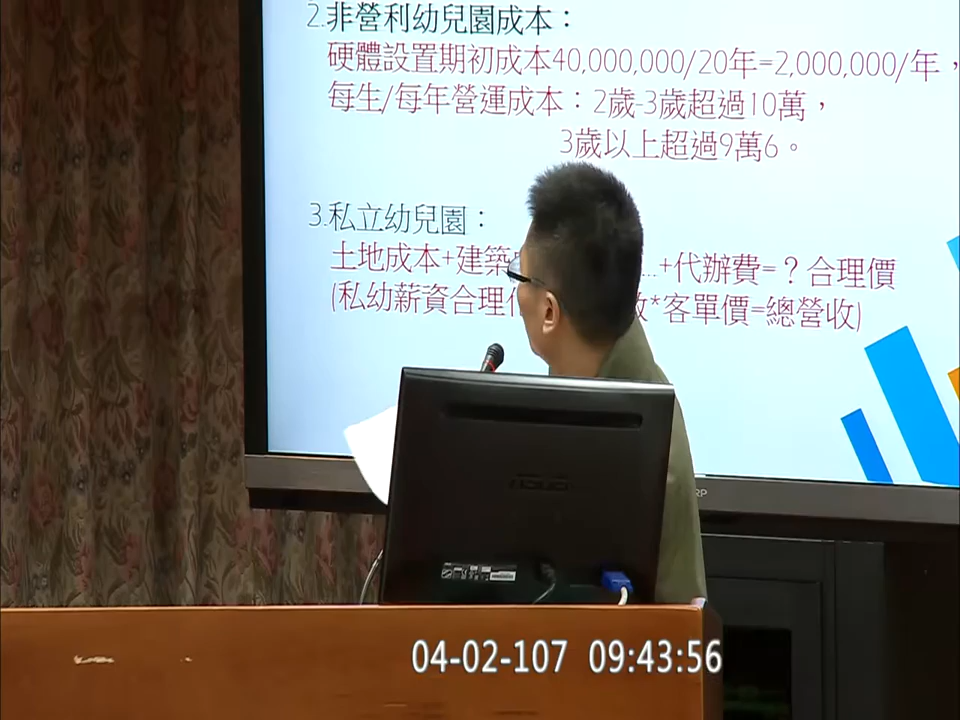 2.非營利幼兒園成本：
硬體設置期初成本40,000,000/20年=2,000,000/年，
每生/每年營運成本：2歲-3歲超過10萬，
3歲以上超過9萬6。
3.私立幼兒園：
土地成本+建築 ...+代辦費=？合理價
(私幼薪資合理 *客單價=總營收)
RP
04-02-107 09:43:56